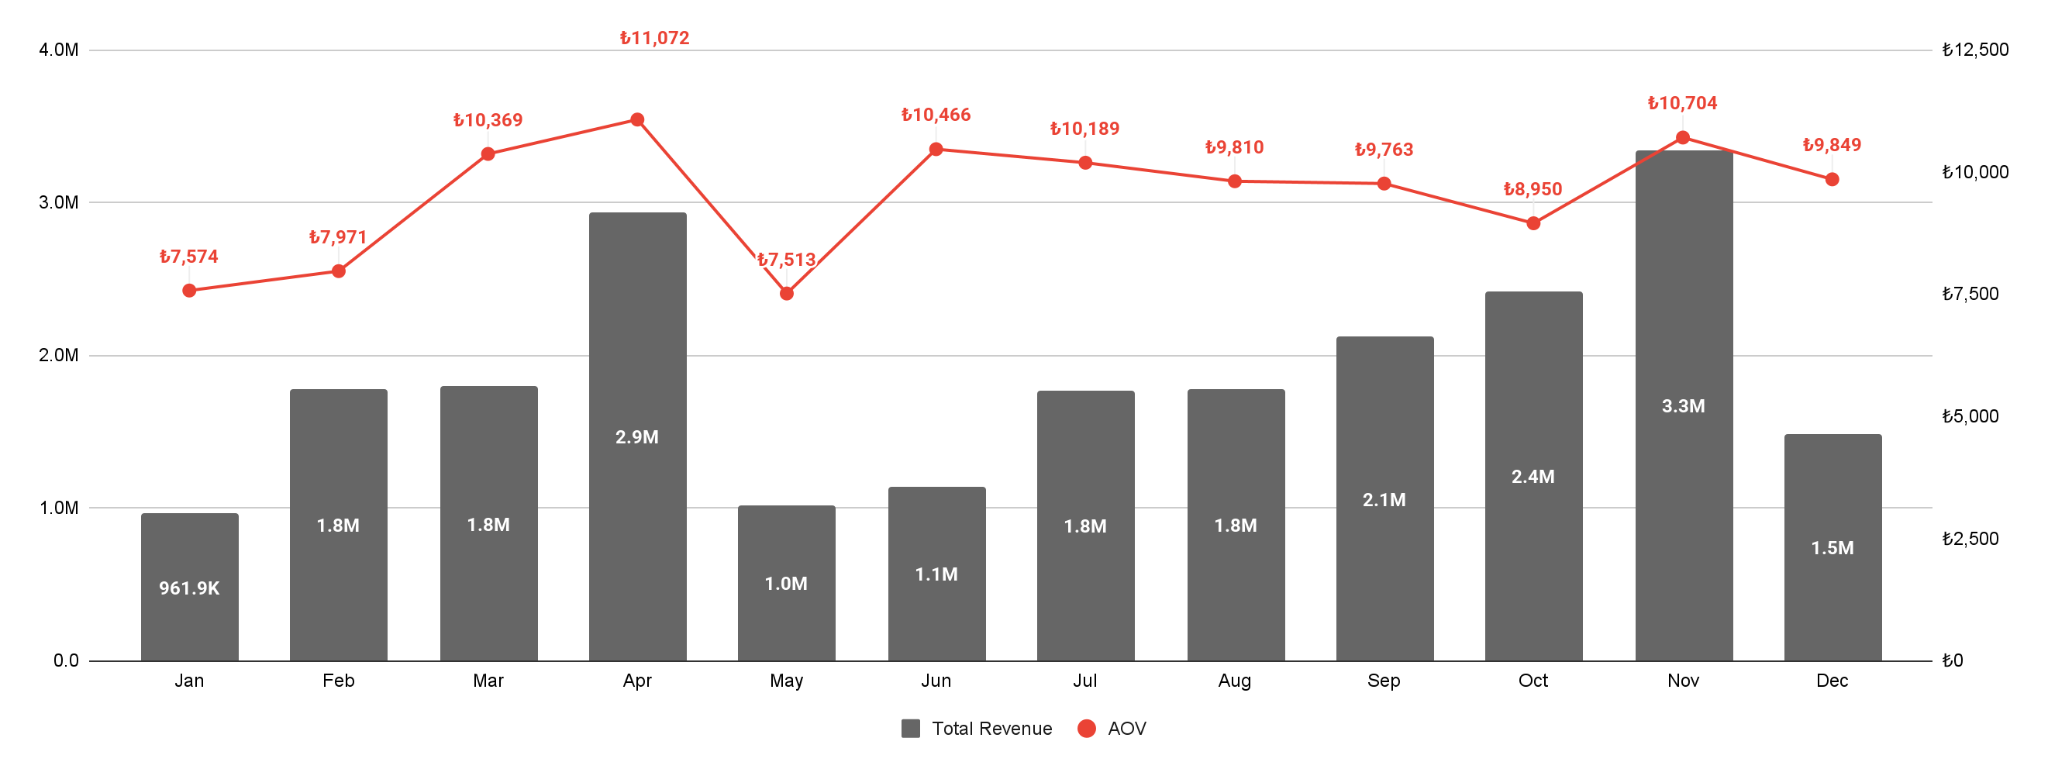 ₺11,072
4.0M
₺12,500
₺10,704
₺10,466
₺10,369
₺10,189
₺9,849
₺9,810
₺9,763
₺10,000
₺8,950
3.0M
₺7,971
₺7,574
₺7,513
₺7,500
2.0M
3.3M
₺5,000
2.9M
2.4M
2.1M
1.0M
1.8M
1.8M
1.8M
1.8M
₺2,500
1.5M
1.1M
1.0M
961.9K
0.0
₺0
Jan Feb Mar Apr May Jun Jul Aug Sep Oct Nov Dec
Total Revenue AOV